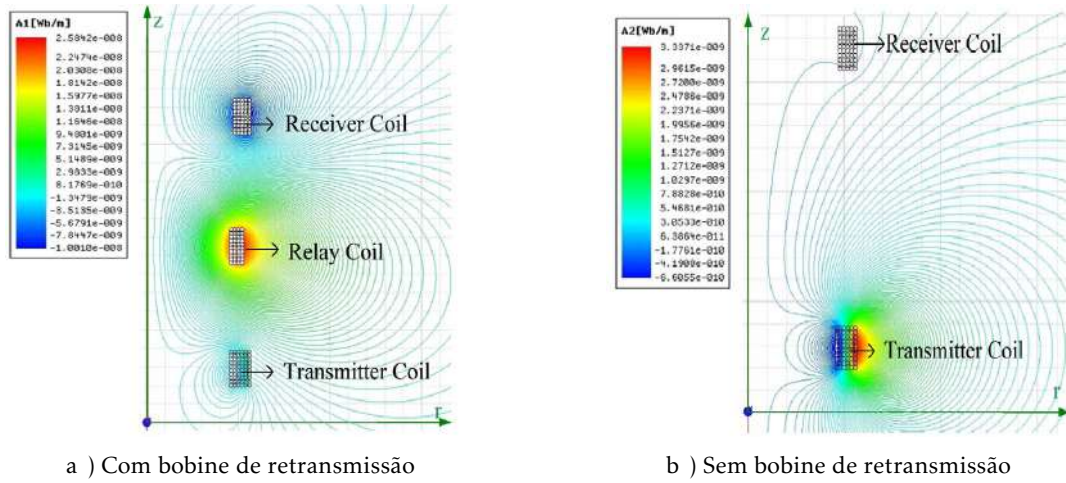 A1[Wb/m]
2.5842e-008
2.2474e-008
2.0308e-008
1.8142e-008
1.5977e-008
1.3811e-008
1.1646e-008
9.4801e-009
7.3145e-009
5.1489e-009
2.9833e-009
8.1769e-010
-1.3479e-009
-3.5135e-009
-5.6791e-009
-7.8447e-009
-1.0010e-008
z
Receiver Coil
Relay Coil
Transmitter Coil
r
A2[Wb/m]
3.3371e-009
2.9615e-009
2.7200e-009
2.4786e-009
2.2371e-009
1.9956e-009
1.7542e-009
1.5127e-009
1.2712e-009
1.0297e-009
7.8828e-010
5.4681e-010
3.0533e-010
6.3864e-011
-1.7761e-010
-4.1908e-010
-6.6055e-010
z
Receiver Coil
Transmitter Coil
r
a ) Com bobine de retransmissão
b ) Sem bobine de retransmissão